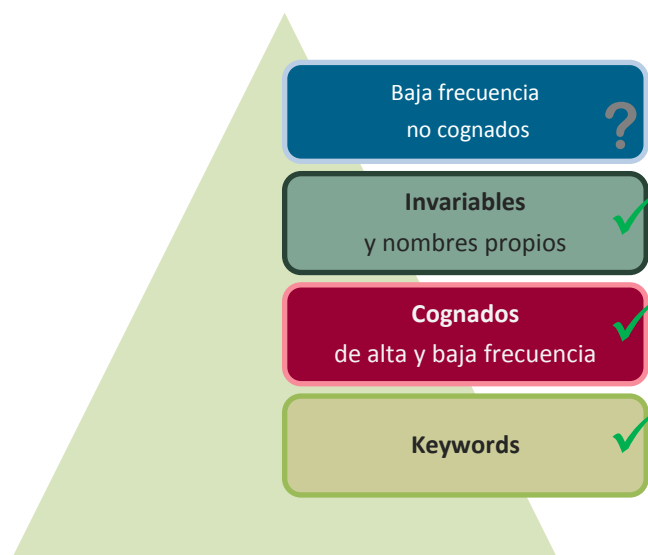 Baja frecuencia
no cognados
?
Invariables
y nombres propios
Cognados
de alta y baja frecuencia
Keywords